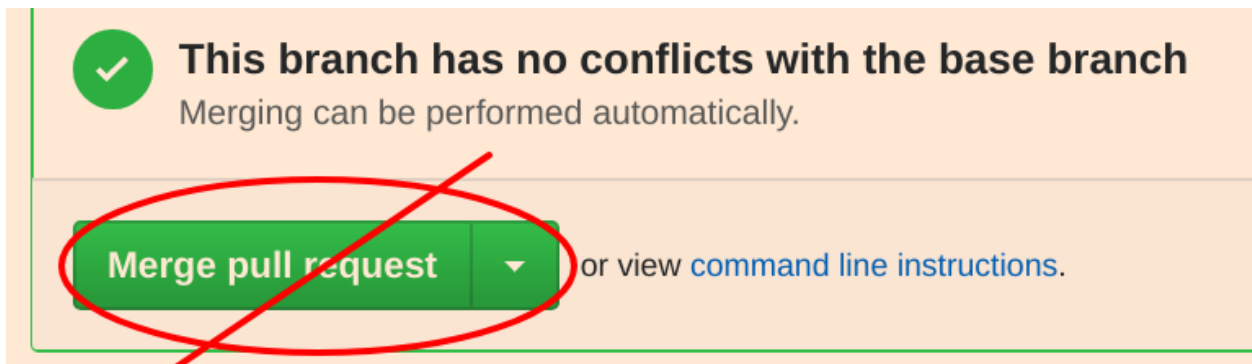 This branch has no conflicts with the base branch
Merging can be performed automatically.
Merge pull request or view command line instructions.